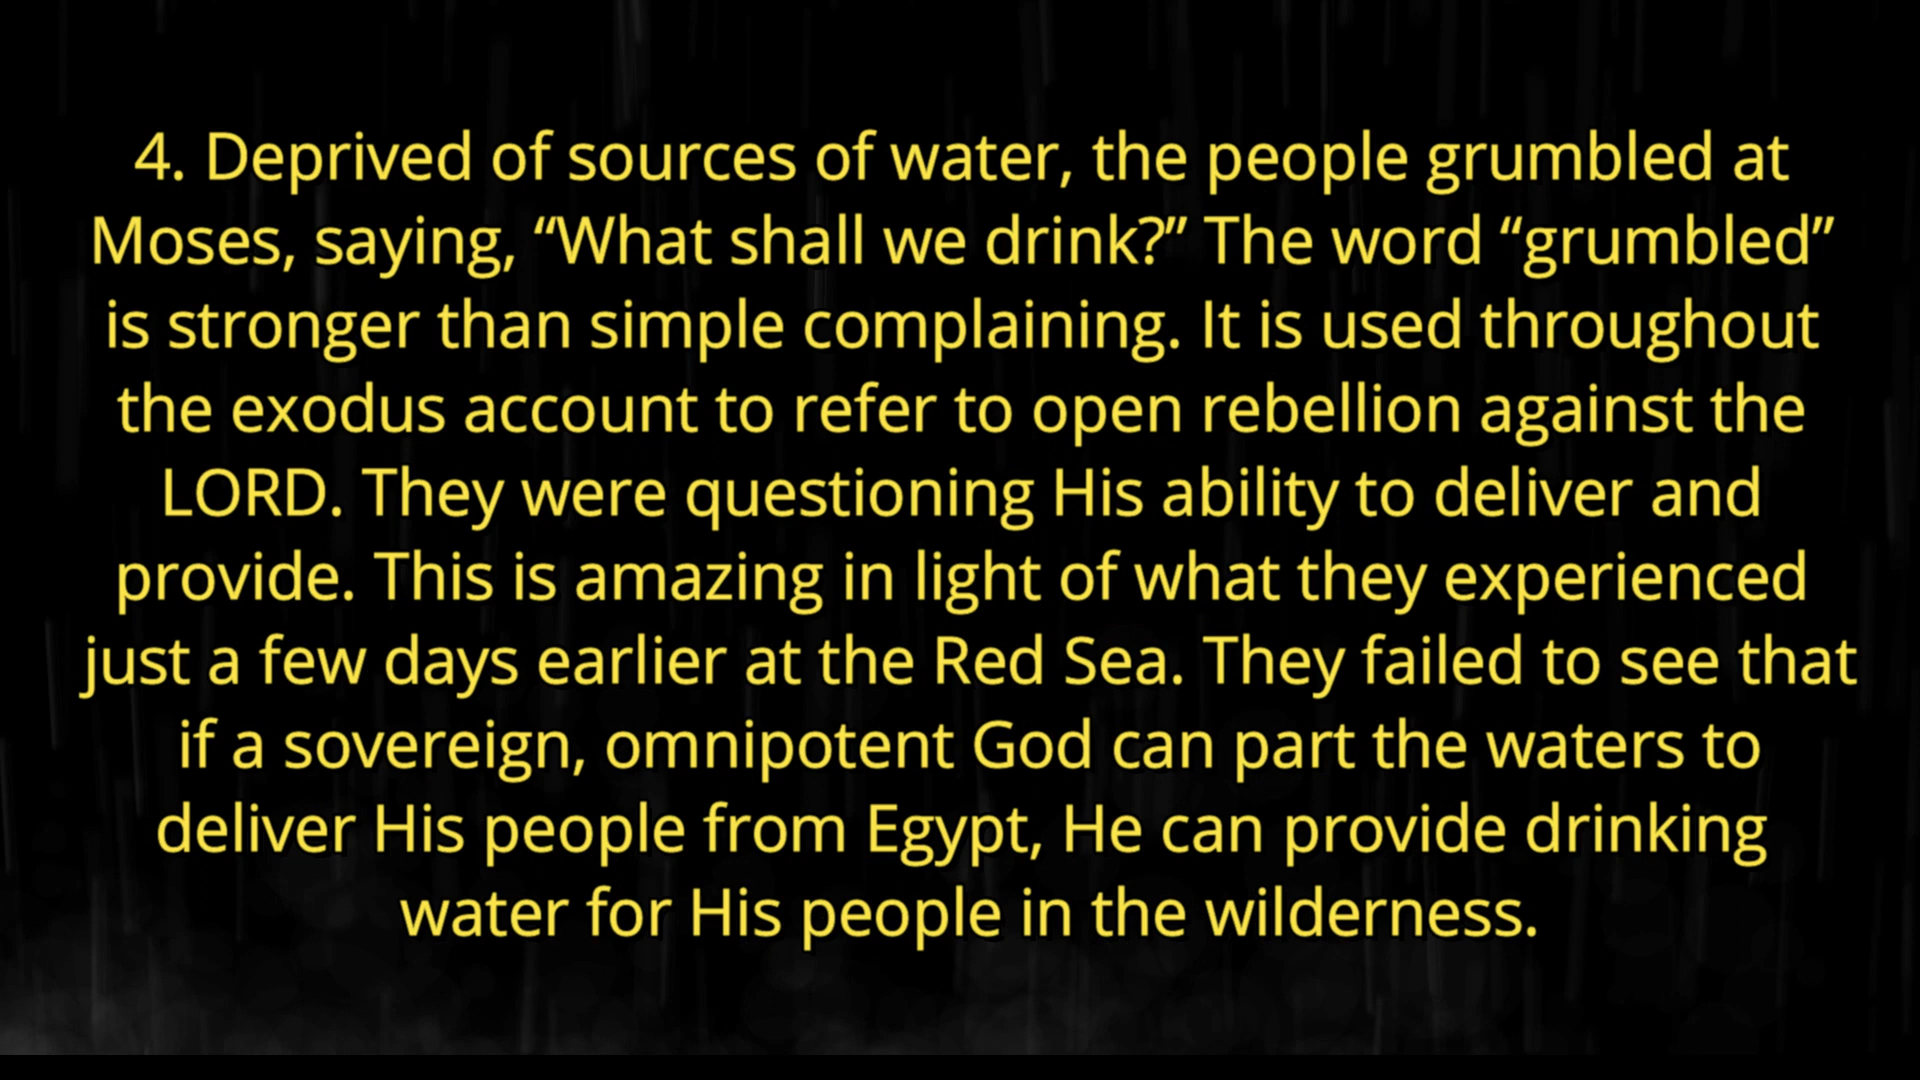 4. Deprived of sources of water, the people grumbled at
Moses, saying, “What shall we drink?” The word “grumbled”
is stronger than simple complaining. It is used throughout
the exodus account to refer to open rebellion against the
LORD. They were questioning His ability to deliver and
provide. This is amazing in light of what they experienced
just a few days earlier at the Red Sea. They failed to see that
if a sovereign, omnipotent God can part the waters to
deliver His people from Egypt, He can provide drinking
water for His people in the wilderness.